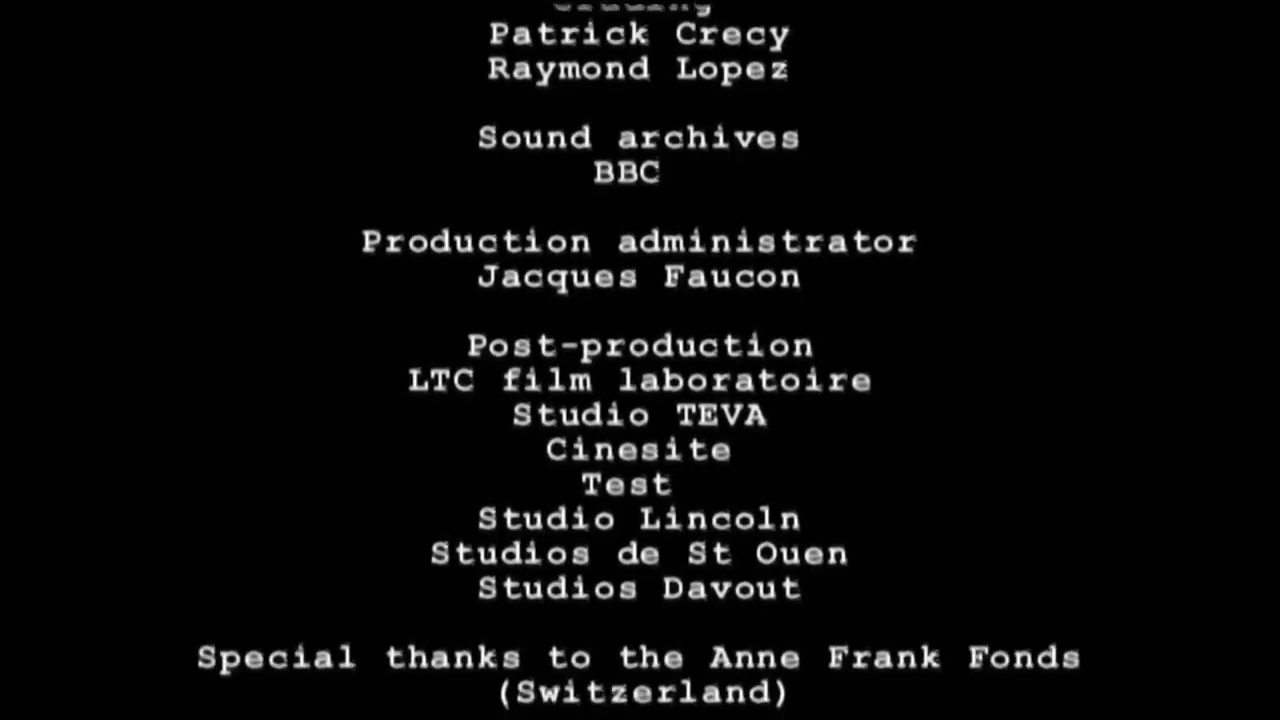 Patrick Crecy
Raymond Lopez
Sound archives
BBC
Production administrator
Jacques Faucon
Post-production
LTC film laboratoire
Studio TEVA
Cinesite
Test
Studio Lincoln
Studios de St Ouen
Studios Davout
Special thanks to the Anne Frank Fonds
(Switzerland)